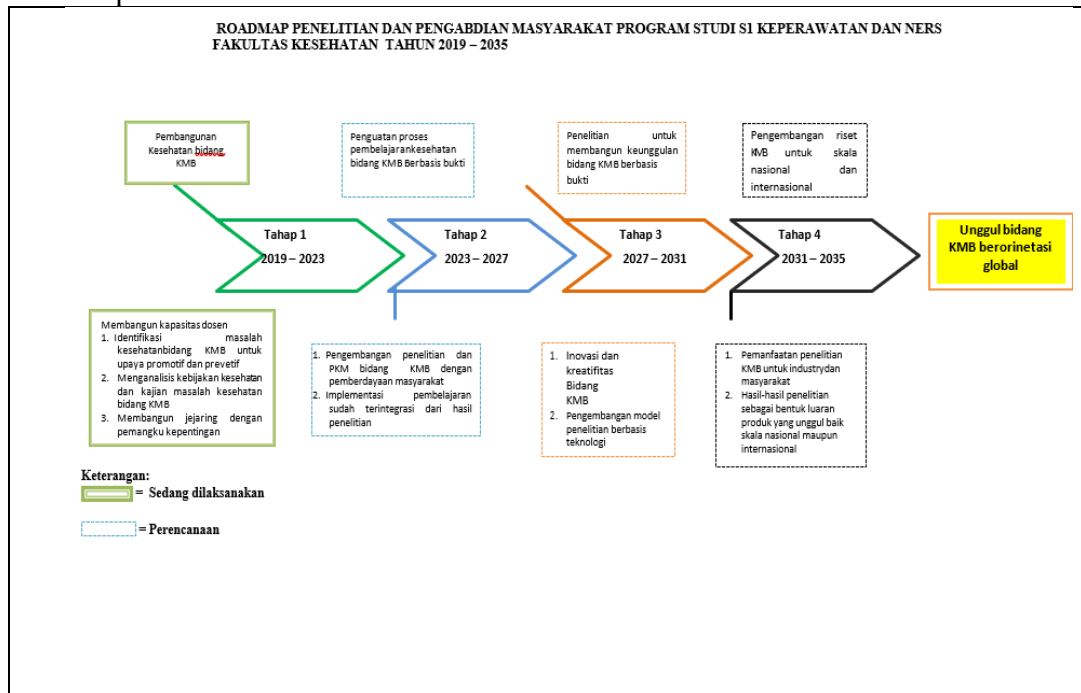 ROADMAP PENELITIAN DAN PENGABDIAN MASYARAKAT PROGRAM STUDI S1 KEPERAWATAN DAN NERS
FAKULTAS KESEHATAN TAHUN 2019 – 2035
Pembangunan
Kesehatan bidang
KMB
Penguatan proses
pembelajarankesehatan
bidang KMB Berbasis bukti
Penelitian untuk
membangun keunggulan
bidang KMB berbasis
bukti
Pengembangan riset
KMB untuk skala
nasional dan
internasional
Tahap 1
2019 – 2023
Tahap 2
2023 – 2027
Tahap 3
2027 – 2031
Tahap 4
2031 – 2035
Unggul bidang
KMB berorinetasi
global
Membangun kapasitas dosen
1. Identifikasi masalah
kesehatanbidang KMB untuk
upaya promotif dan prevetif
2. Menganalisis kebijakan kesehatan
dan kajian masalah kesehatan
bidang KMB
3. Membangun jejaring dengan
pemangku kepentingan
1. Pengembangan penelitian dan
PKM bidang KMB dengan
pemberdayaan masyarakat
2. Implementasi pembelajaran
sudah terintegrasi dari hasil
penelitian
1. Inovasi dan
kreatifitas
Bidang
KMB
2. Pengembangan model
penelitian berbasis
teknologi
1. Pemanfaatan penelitian
KMB untuk industrydan
masyarakat
2. Hasil-hasil penelitian
sebagai bentuk luaran
produk yang unggul baik
skala nasional maupun
internasional
Keterangan:
= Sedang dilaksanakan
= Perencanaan